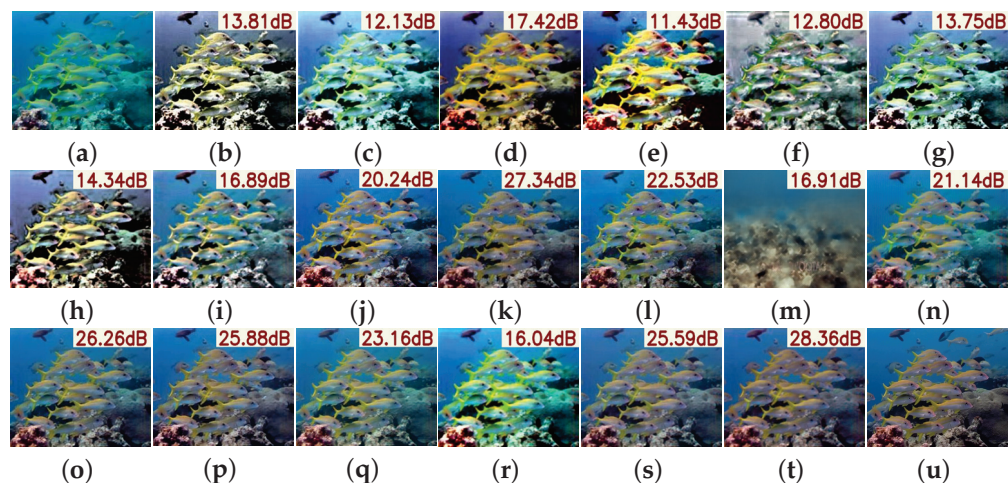 13.81dB 12.13dB 17.42dB 11.43dB 12.80dB 13.75dB
(a) (b) (c) (d) (e) (f) (g)
14.34dB 16.89dB 20.24dB 27.34dB 22.53dB 16.91dB 21.14dB
(h) (i) (j) (k) (l) (m) (n)
26.26dB 25.88dB 23.16dB 16.04dB 25.59dB 28.36dB
(o) (p) (q) (r) (s) (t) (u)